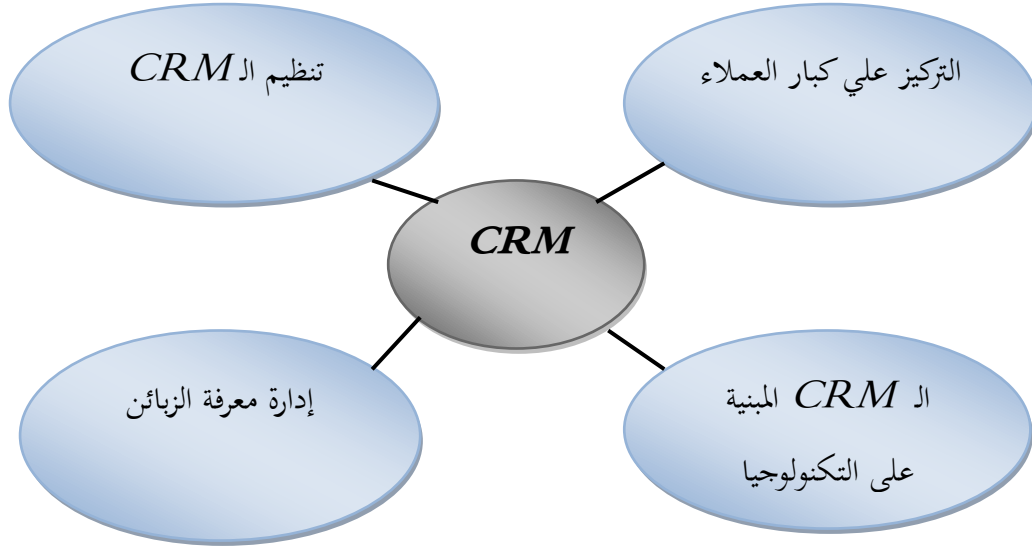 التركيز علي كبار العملاء
تنظيم الـ CRM
CRM
الـ CRM المبنية
على التكنولوجيا
إدارة معرفة الزبائن